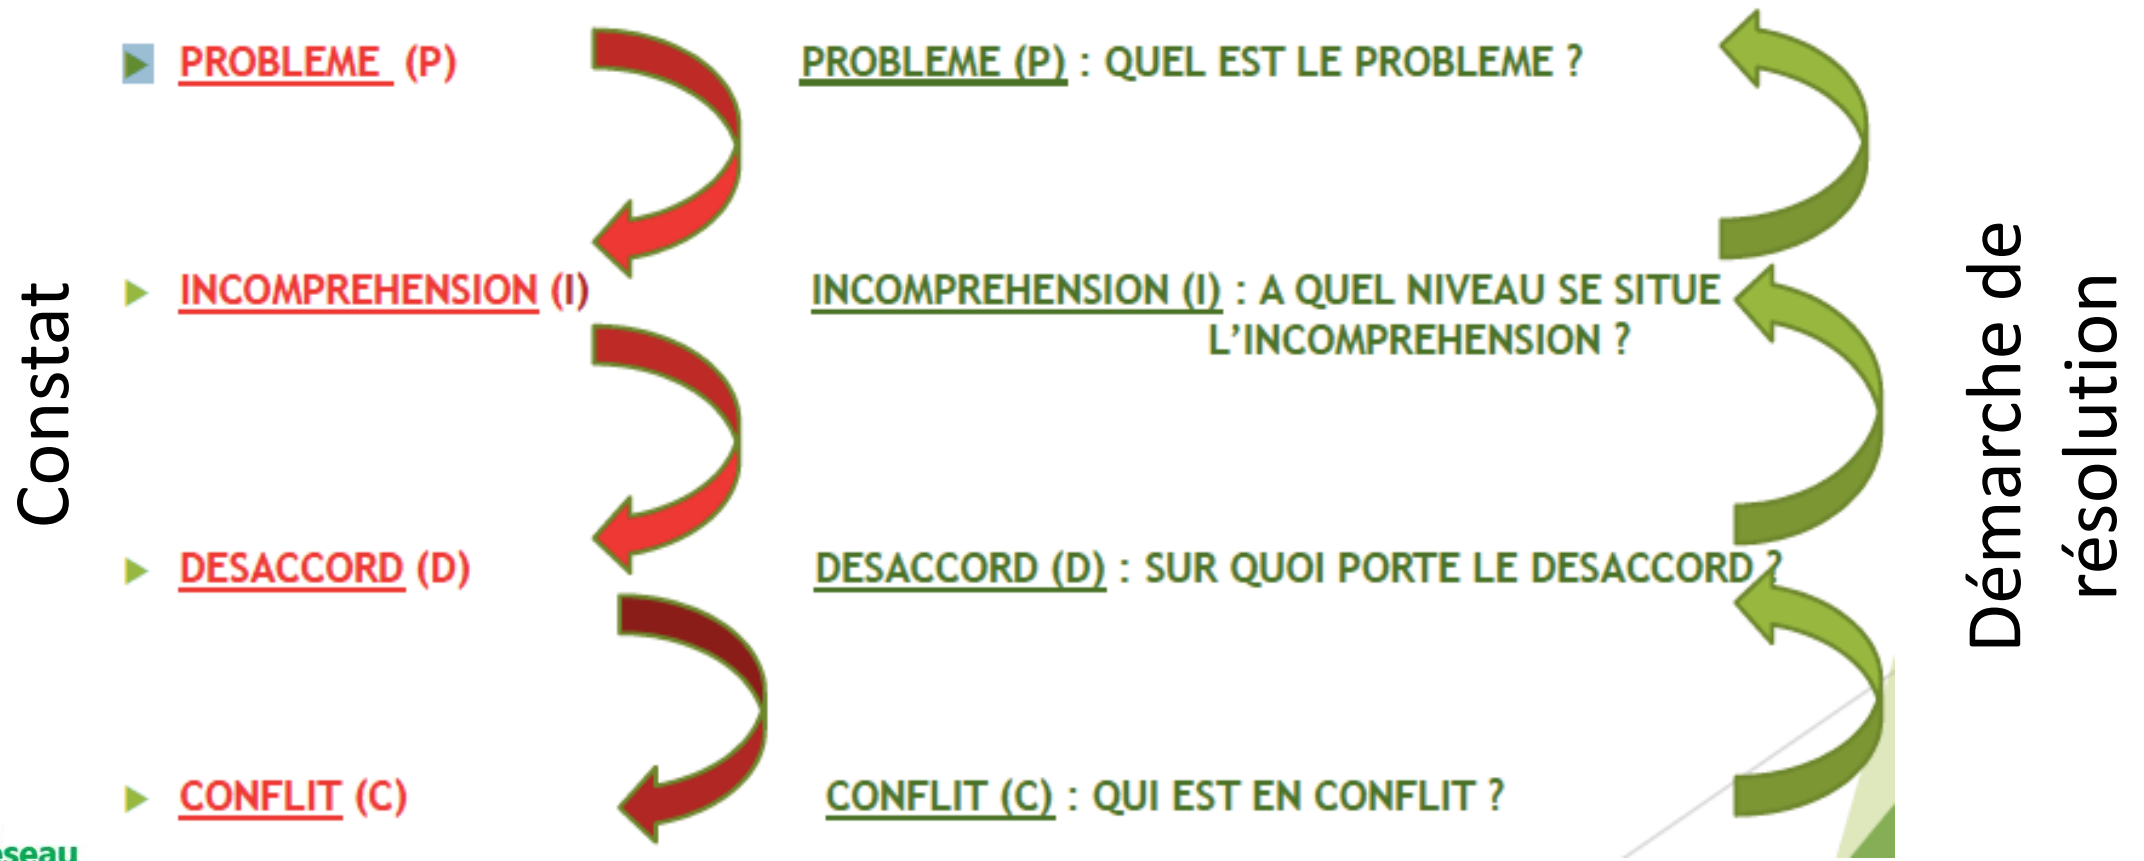 Constat
PROBLEME (P)
INCOMPREHENSION (I)
DESACCORD (D)
CONFLIT (C)
PROBLEME (P) : QUEL EST LE PROBLEME ?
INCOMPREHENSION (I) : A QUEL NIVEAU SE SITUE
L’INCOMPREHENSION ?
DESACCORD (D) : SUR QUOI PORTE LE DESACCORD ?
CONFLIT (C) : QUI EST EN CONFLIT ?
Démarche de
résolution